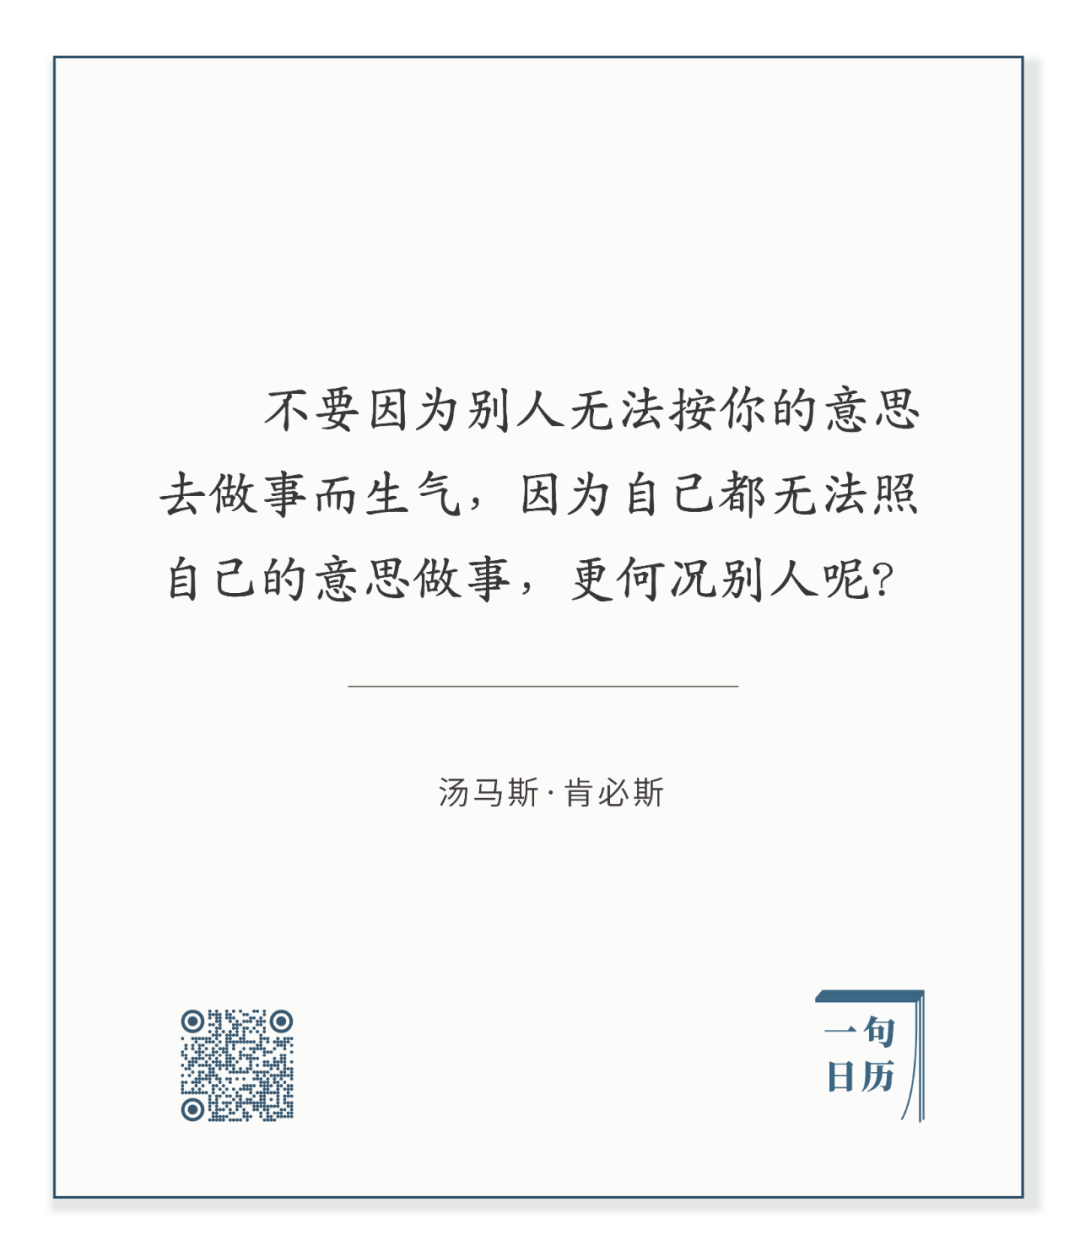 不要因为别人无法按你的意思
去做事而生气，因为自己都无法照
自己的意思做事，更何况别人呢？
汤马斯·肯必斯
一句
日历